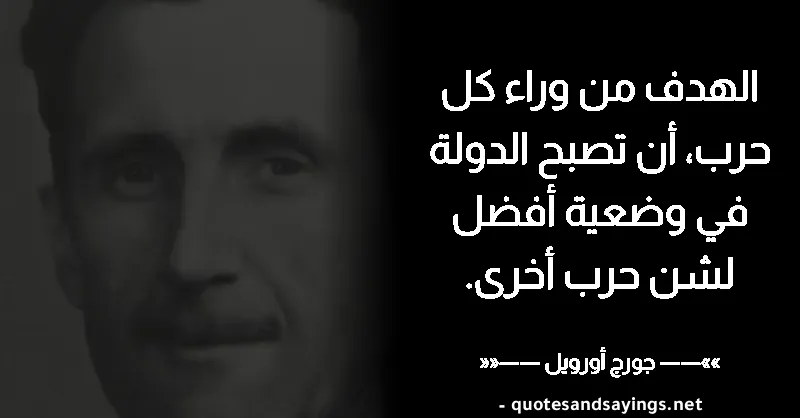 الهدف من وراء كل
حرب، أن تصبح الدولة
في وضعية أفضل
لشن حرب أخرى.
»»—— جورج أورويل ——««
- quotesandsayings.net